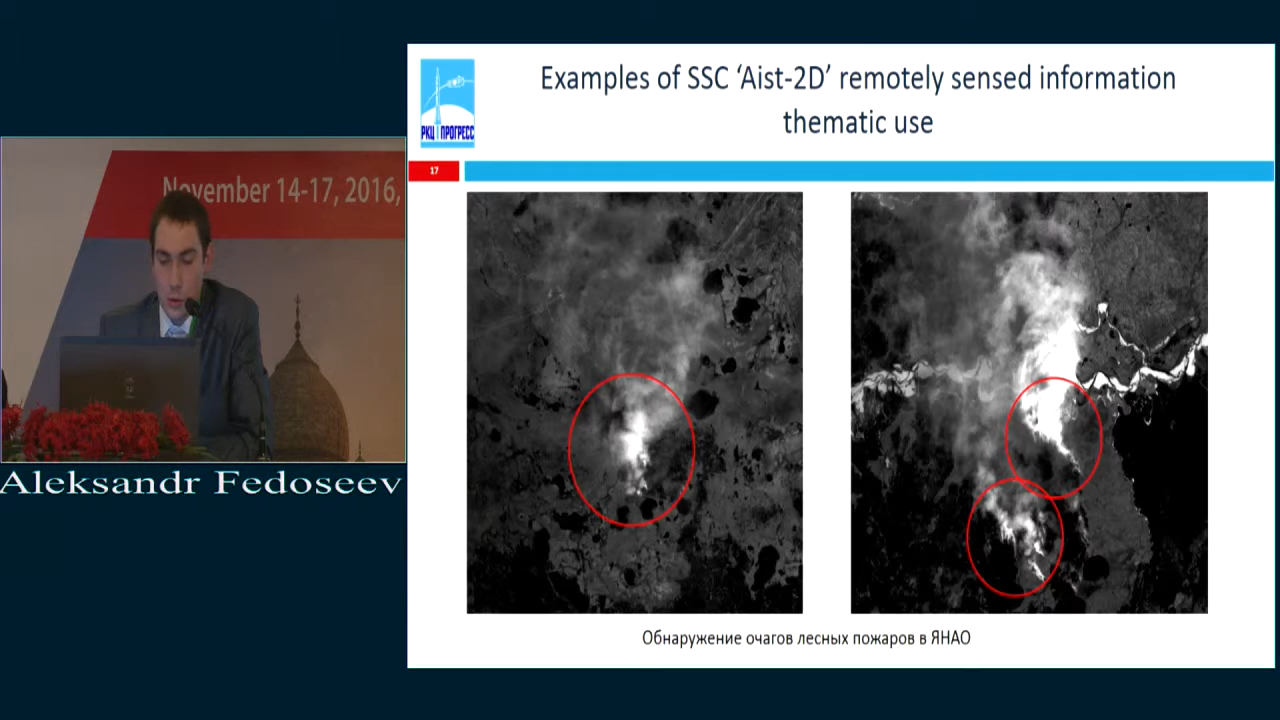 Examples of SSC ‘Aist-2D’ remotely sensed information
thematic use
РКЦ ПРОГРЕСС
17
November 14-17, 2016,
Aleksandr Fedoseev
Обнаружение очагов лесных пожаров в ЯНАО